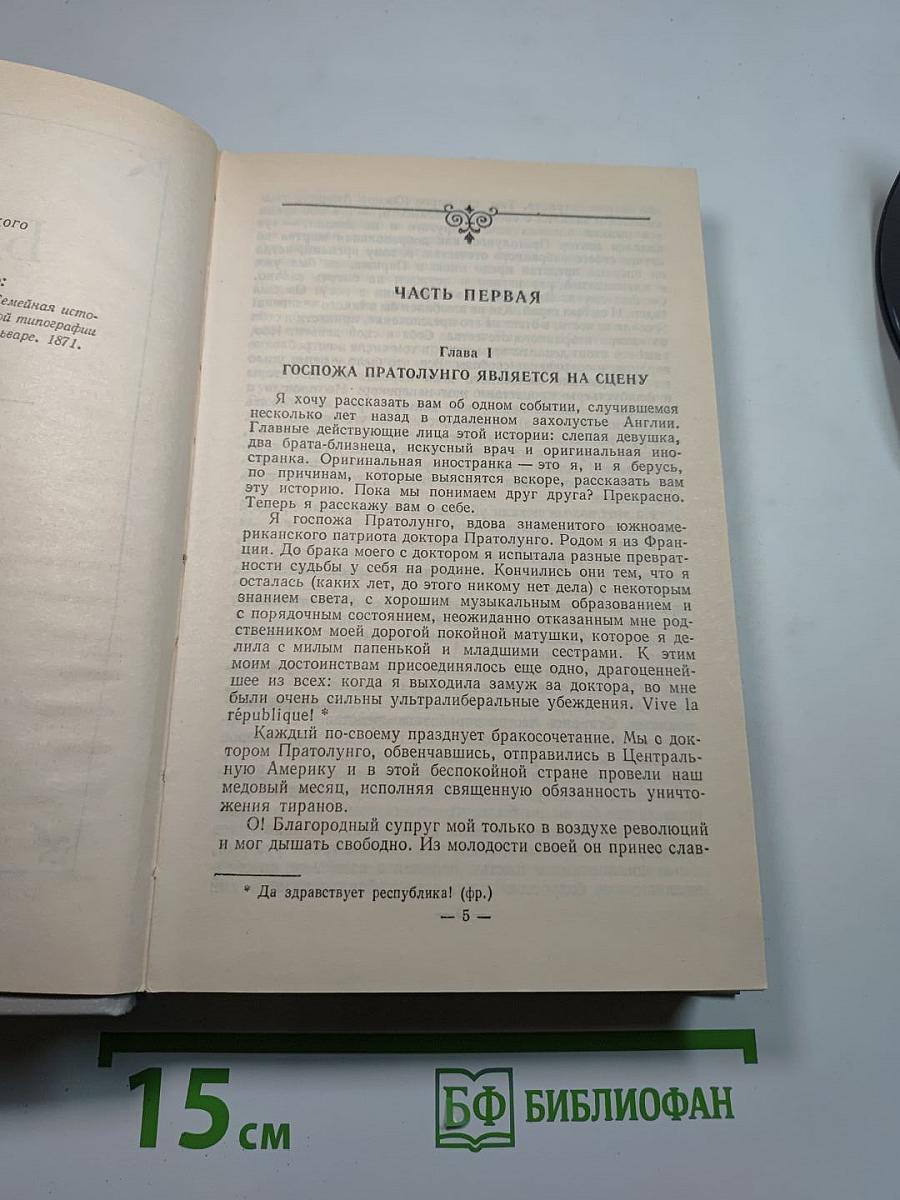 кого
:
Семейная исто-
ой типографии
ьваре. 1871.
ЧАСТЬ ПЕРВАЯ
Глава I
ГОСПОЖА ПРАТОЛУНГО ЯВЛЯЕТСЯ НА СЦЕНУ
Я хочу рассказать вам об одном событии, случившемся
несколько лет назад в отдаленном захолустье Англии.
Главные действующие лица этой истории: слепая девушка,
два брата-близнеца, искусный врач и оригинальная ино-
странка. Оригинальная иностранка — это я, и я берусь,
по причинам, которые выяснятся вскоре, рассказать вам
эту историю. Пока мы понимаем друг друга? Прекрасно.
Теперь я расскажу вам о себе.
Я госпожа Пратолунго, вдова знаменитого южноаме-
риканского патриота доктора Пратолунго. Родом я из Фран-
ции. До брака моего с доктором я испытала разные преврат-
ности судьбы у себя на родине. Кончились они тем, что я
осталась (каких лет, до этого никому нет дела) с некоторым
знанием света, с хорошим музыкальным образованием и
с порядочным состоянием, неожиданно отказанным мне род-
ственником моей дорогой покойной матушки, которое я де-
лила с милым папенькой и младшими сестрами. К этим
моим достоинствам присоединялось еще одно, драгоценней-
шее из всех: когда я выходила замуж за доктора, во мне
были очень сильны ультралиберальные убеждения. Vive la
république! *
Каждый по-своему празднует бракосочетание. Мы с док-
тором Пратолунго, обвенчавшись, отправились в Централь-
ную Америку и в этой беспокойной стране провели наш
медовый месяц, исполняя священную обязанность уничто-
жения тиранов.
О! Благородный супруг мой только в воздухе революций
и мог дышать свободно. Из молодости своей он принес слав-
* Да здравствует республика! (фр.)
— 5 —
15 см
БФ БИБЛИОФАН